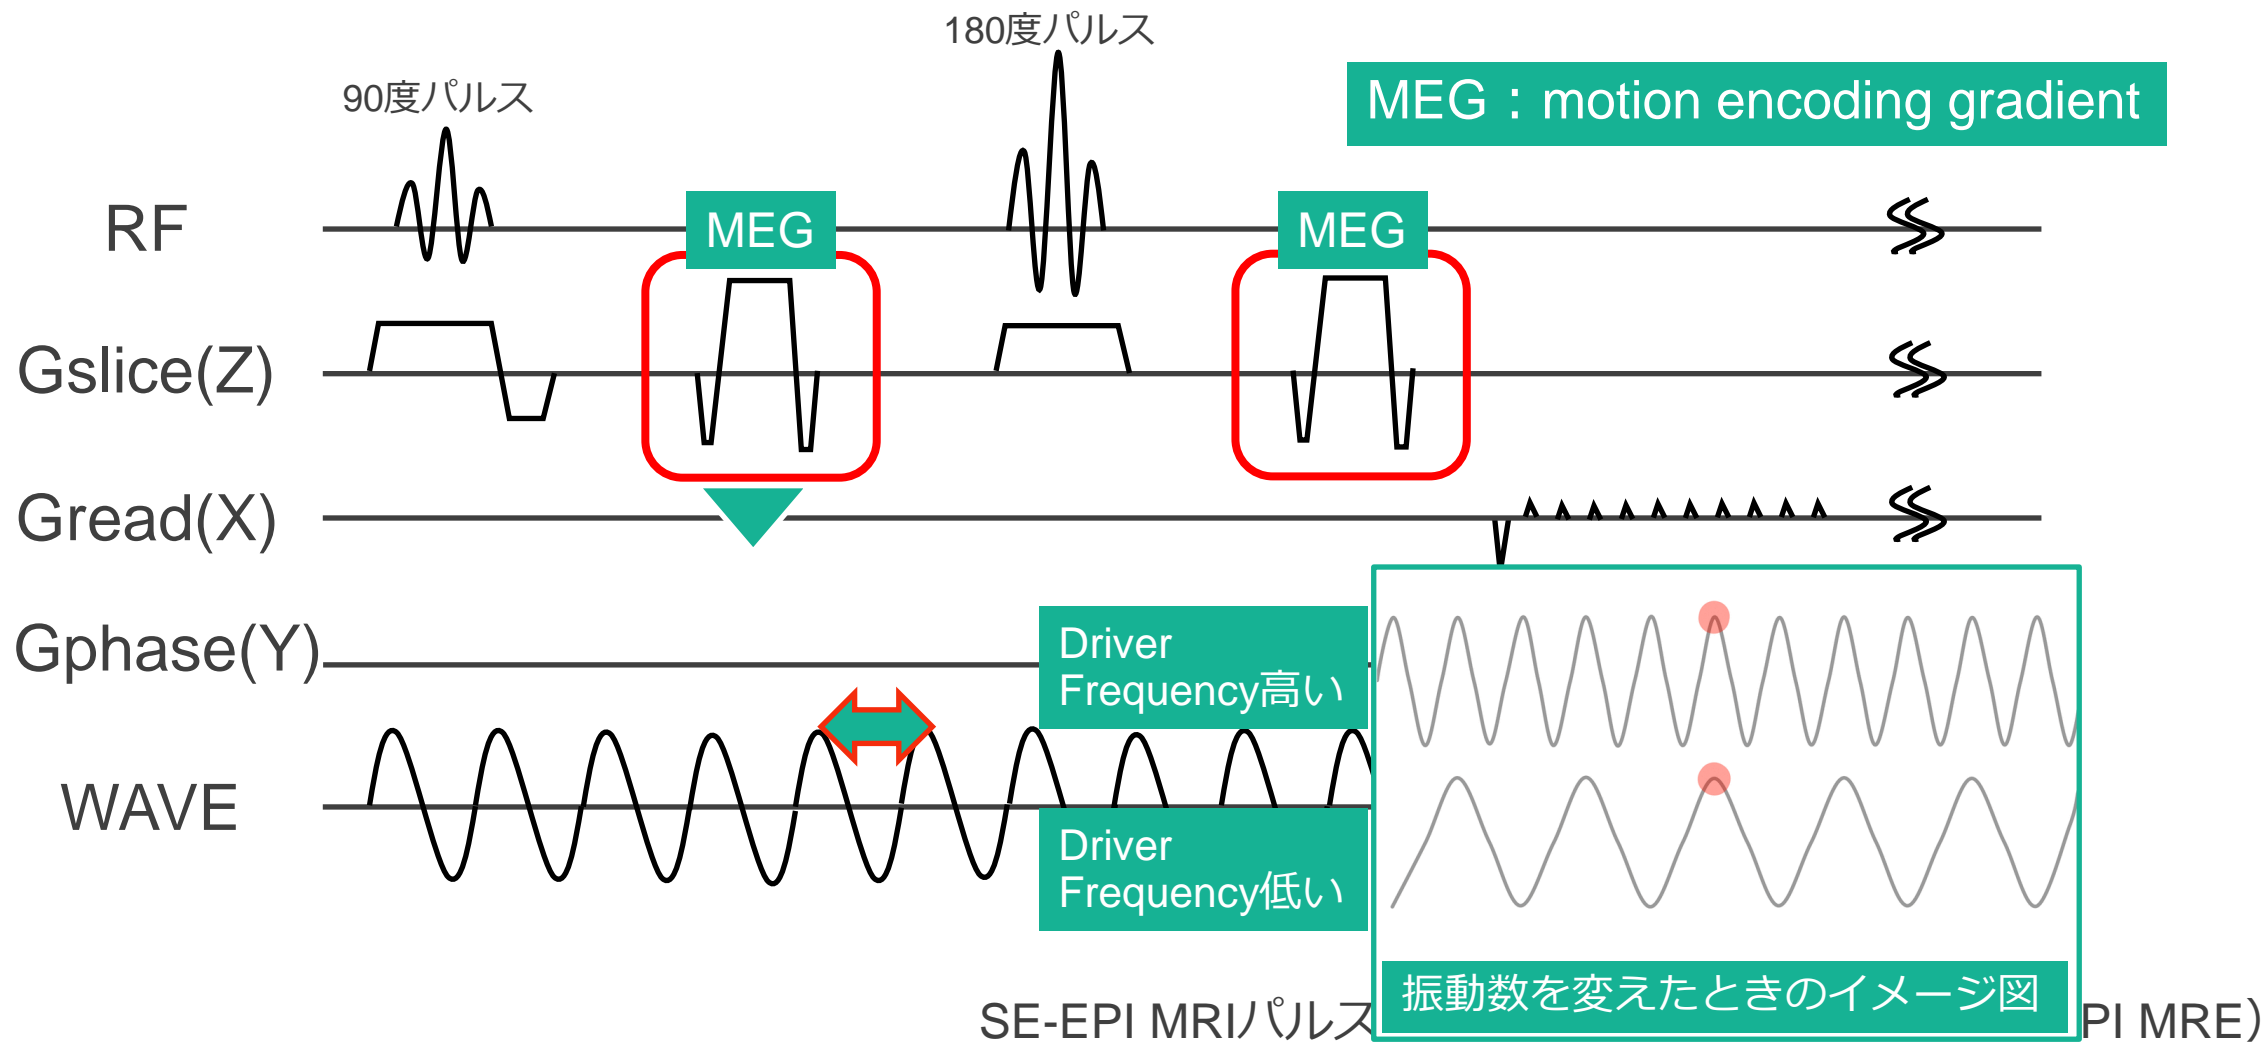 180度パルス
90度パルス
MEG：motion encoding gradient
RF
MEG
MEG
Gslice(Z)
Gread(X)
Gphase(Y)
Driver
Frequency高い
WAVE
Driver
Frequency低い
振動数を変えたときのイメージ図
SE-EPI MRIパルス
PI MRE)